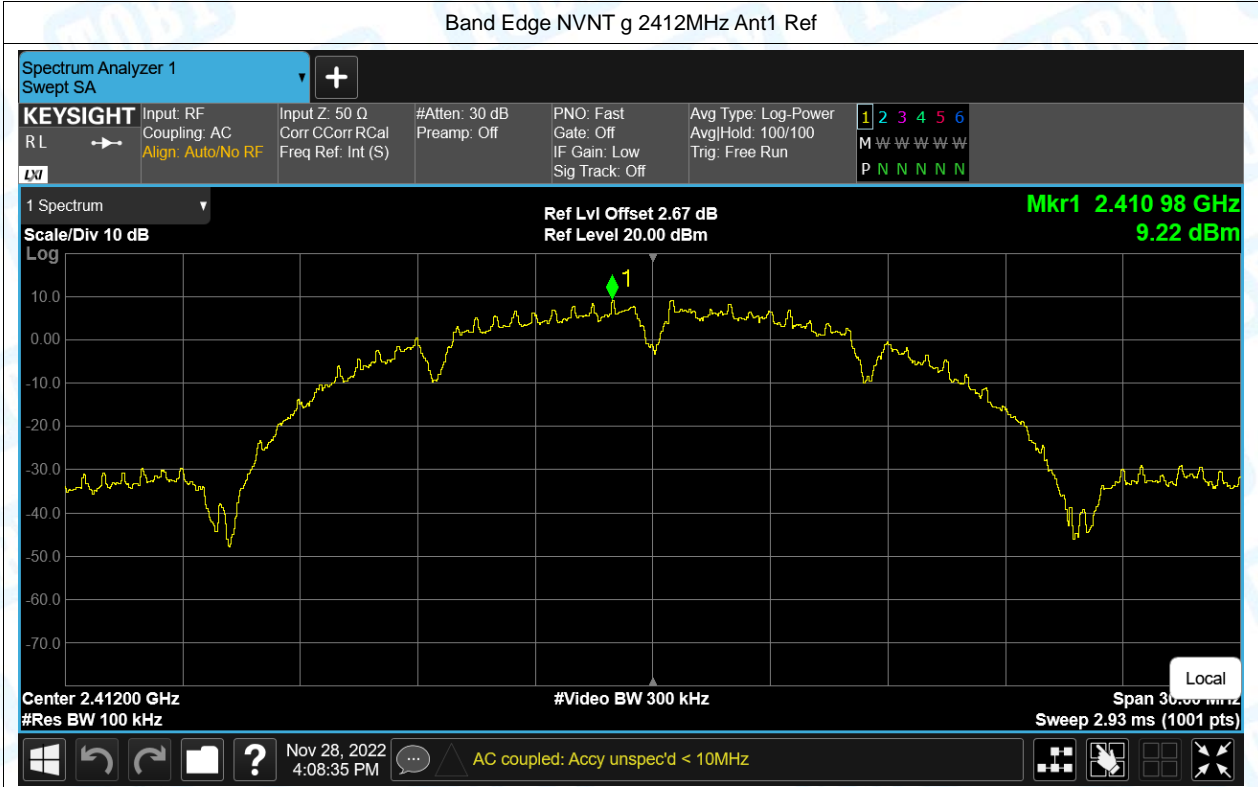 Band Edge NVNT g 2412MHz Ant1 Ref
Spectrum Analyzer 1
Swept SA
KEYSIGHT
R L
LXI
Input: RF
Coupling: AC
Align: Auto/No RF
Input Z: 50 Ω
Corr CCorr RCal
Freq Ref: Int (S)
#Atten: 30 dB
Preamp: Off
PNO: Fast
Gate: Off
IF Gain: Low
Sig Track: Off
Avg Type: Log-Power
Avg|Hold: 100/100
Trig: Free Run
1 2 3 4 5 6
M W W W W W
P N N N N N
1 Spectrum
Scale/Div 10 dB
Log
Ref Lvl Offset 2.67 dB
Ref Level 20.00 dBm
Mkr1 2.410 98 GHz
9.22 dBm
1
10.0
0.00
-10.0
-20.0
-30.0
-40.0
-50.0
-60.0
-70.0
Local
Center 2.41200 GHz
#Res BW 100 kHz
#Video BW 300 kHz
Span 30.00 MHz
Sweep 2.93 ms (1001 pts)
?
Nov 28, 2022
4:08:35 PM
AC coupled: Accy unspec'd < 10MHz